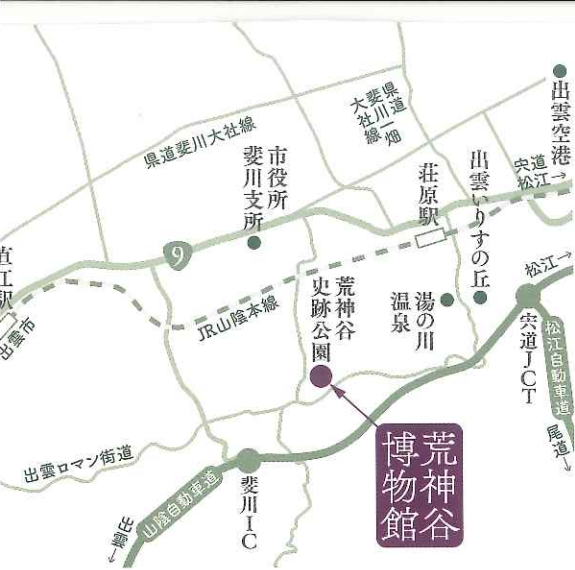 出雲空港
県道斐川一畑
大社線
県道斐川大社線
宍道
松江→
出雲いりすの丘
荘原駅
市役所
斐川支所
9
直江駅
出雲市
JR山陰本線
荒神谷
史跡公園
湯の川
温泉
松江→
宍道JCT
松江自動車道
尾道→
荒神谷
博物館
出雲ロマン街道
斐川IC
山陰自動車道
出雲→